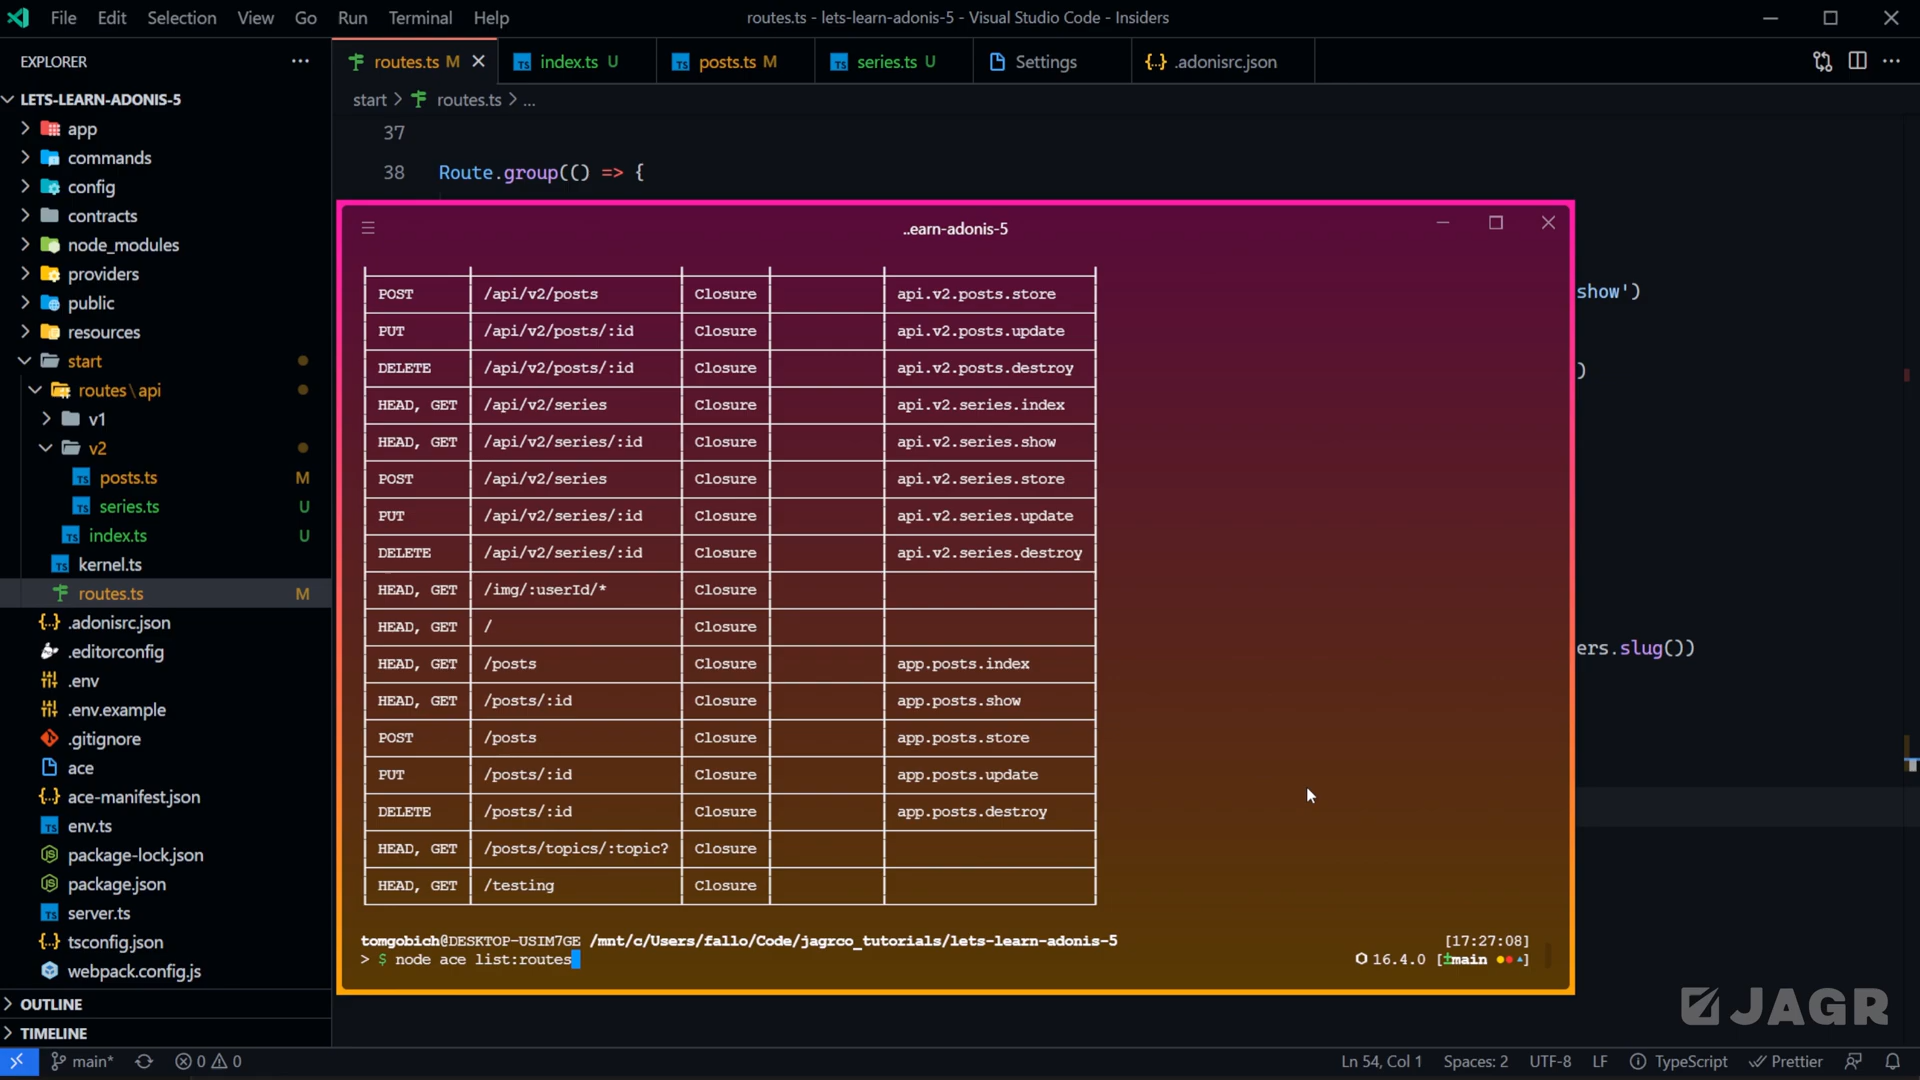 File Edit Selection View Go Run Terminal Help
routes.ts - lets-learn-adonis-5 - Visual Studio Code - Insiders
EXPLORER
routes.ts M
index.ts U
posts.ts M
series.ts U
Settings
.adonisrc.json
LETS-LEARN-ADONIS-5
app
commands
config
contracts
node_modules
providers
public
resources
start
routes\api
v1
v2
posts.ts M
series.ts U
index.ts U
kernel.ts
routes.ts M
.adonisrc.json
.editorconfig
.env
.env.example
.gitignore
ace
ace-manifest.json
env.ts
package-lock.json
package.json
server.ts
tsconfig.json
webpack.config.js
OUTLINE
TIMELINE
start > routes.ts > ...
37
38 Route.group(() => {
show')
)
ers.slug())
..earn-adonis-5
POST /api/v2/posts Closure api.v2.posts.store
PUT /api/v2/posts/:id Closure api.v2.posts.update
DELETE /api/v2/posts/:id Closure api.v2.posts.destroy
HEAD, GET /api/v2/series Closure api.v2.series.index
HEAD, GET /api/v2/series/:id Closure api.v2.series.show
POST /api/v2/series Closure api.v2.series.store
PUT /api/v2/series/:id Closure api.v2.series.update
DELETE /api/v2/series/:id Closure api.v2.series.destroy
HEAD, GET /img/:userId/* Closure
HEAD, GET / Closure
HEAD, GET /posts Closure app.posts.index
HEAD, GET /posts/:id Closure app.posts.show
POST /posts Closure app.posts.store
PUT /posts/:id Closure app.posts.update
DELETE /posts/:id Closure app.posts.destroy
HEAD, GET /posts/topics/:topic? Closure
HEAD, GET /testing Closure
tomgobich@DESKTOP-USIM7GE /mnt/c/Users/fallo/Code/jagrco_tutorials/lets-learn-adonis-5 [17:27:08]
> $ node ace list:routes 16.4.0 [±main ●●▲]
JAGR
main* 0 0 Ln 54, Col 1 Spaces: 2 UTF-8 LF TypeScript Prettier